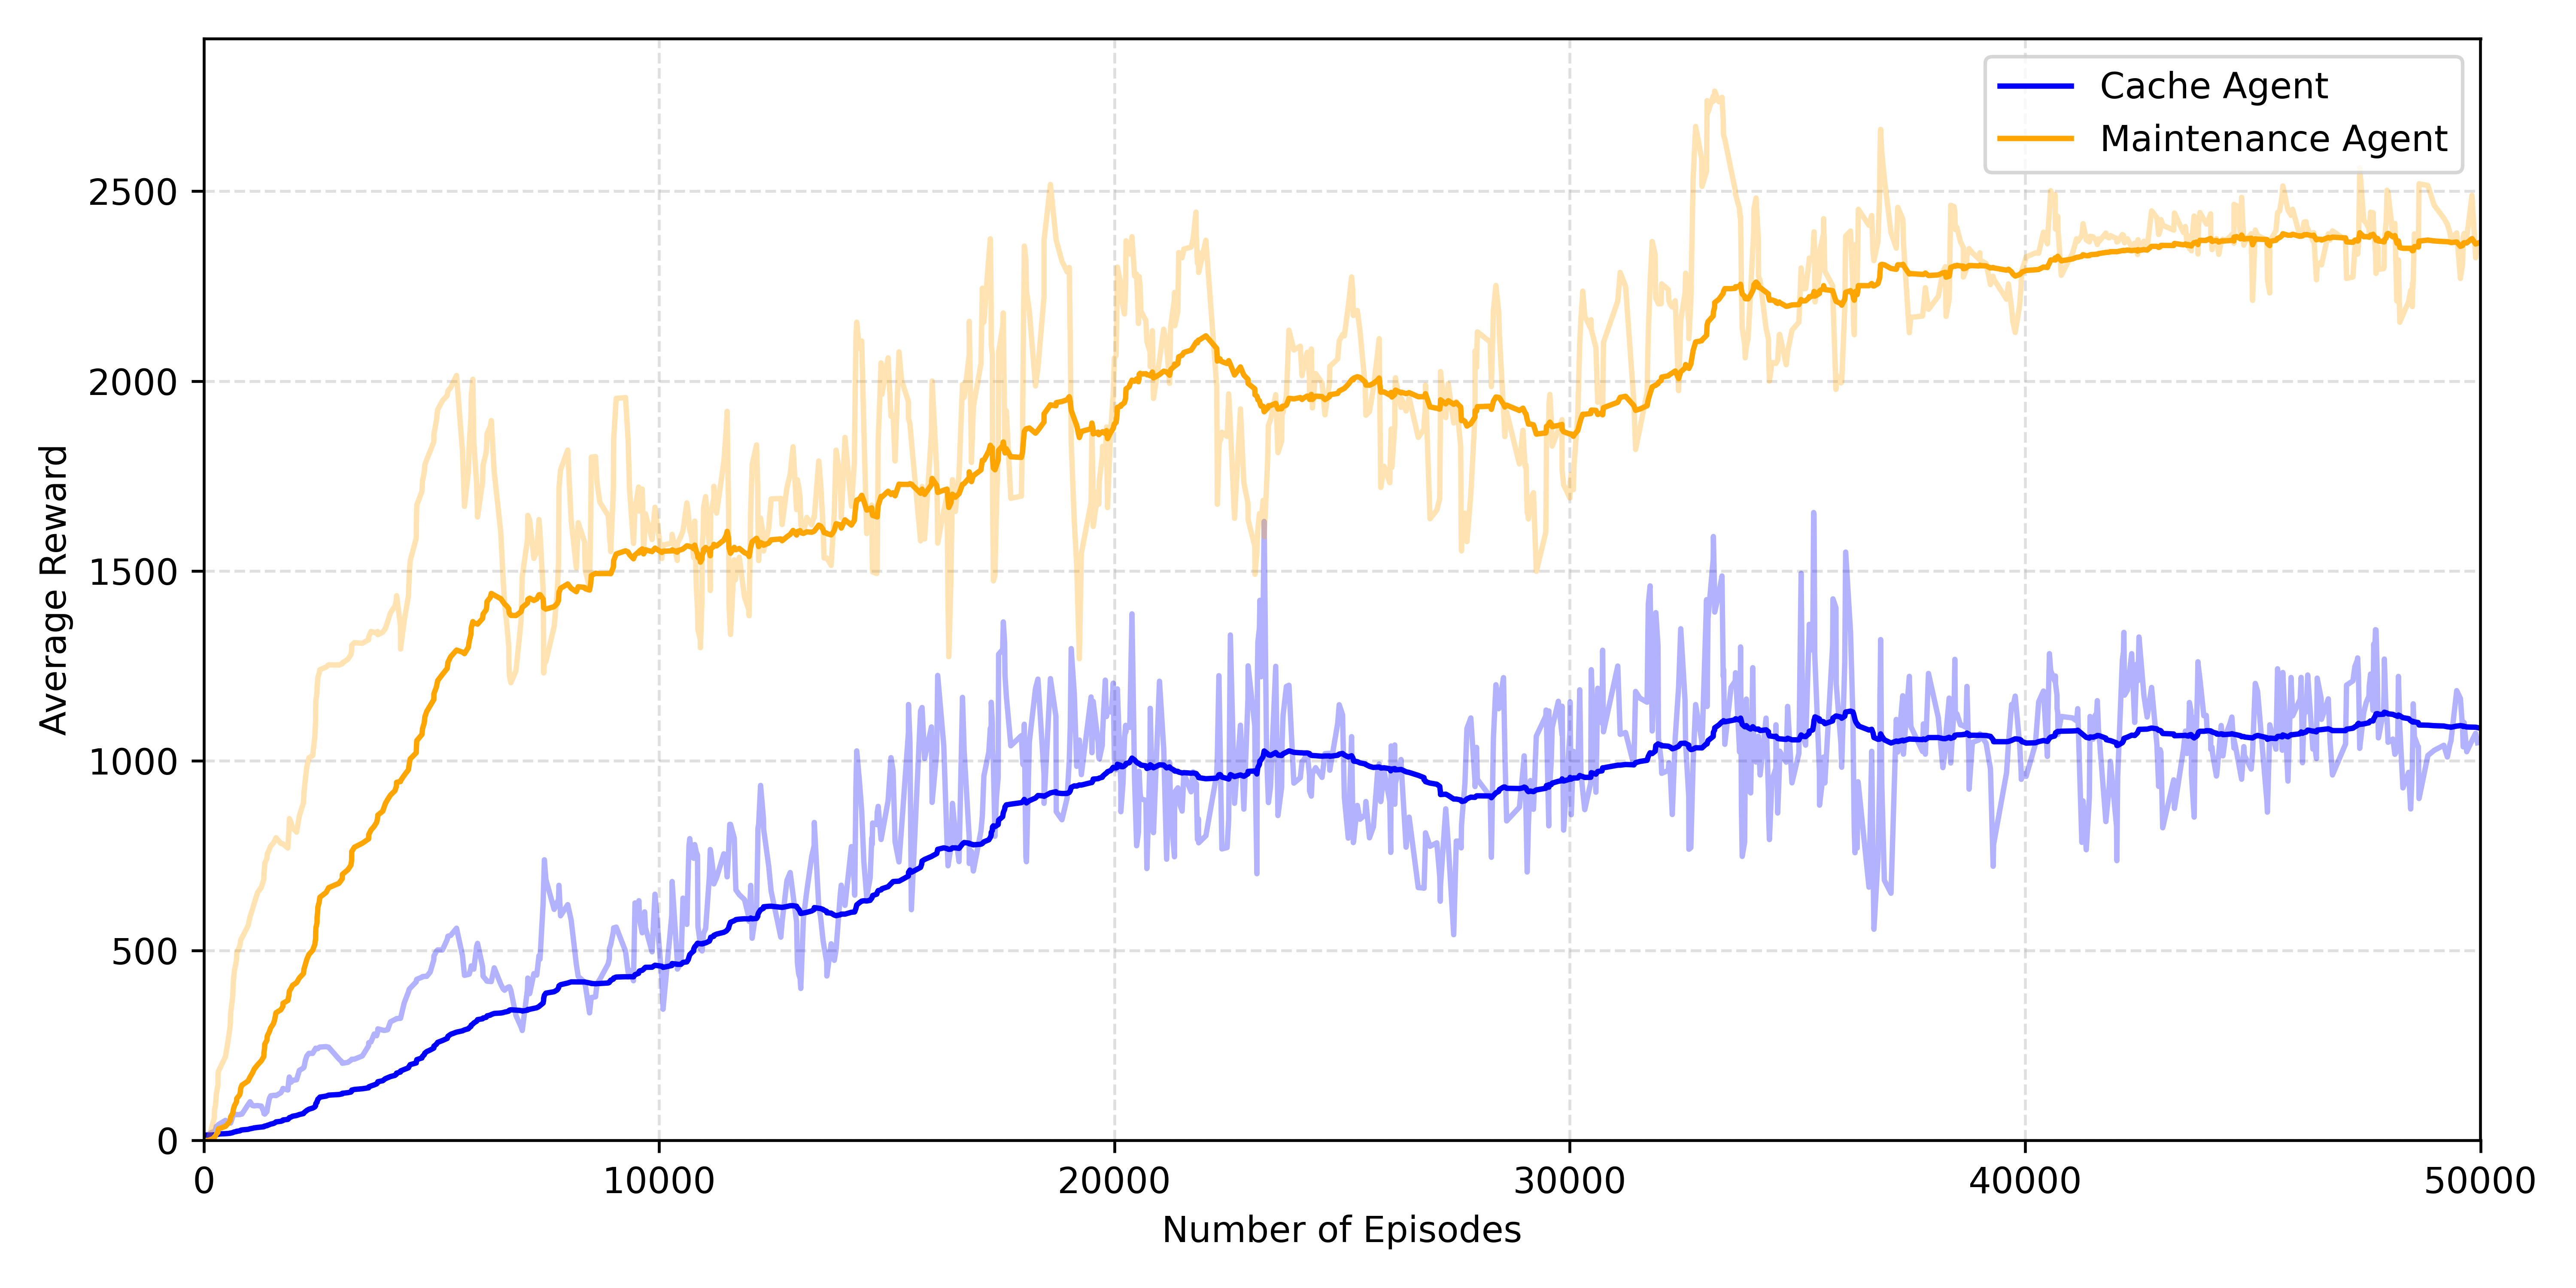 Cache Agent
Maintenance Agent
2500
2000
1500
1000
500
0
Average Reward
0 10000 20000 30000 40000 50000
Number of Episodes